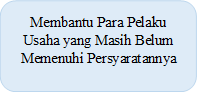 Membantu Para Pelaku
Usaha yang Masih Belum
Memenuhi Persyaratannya